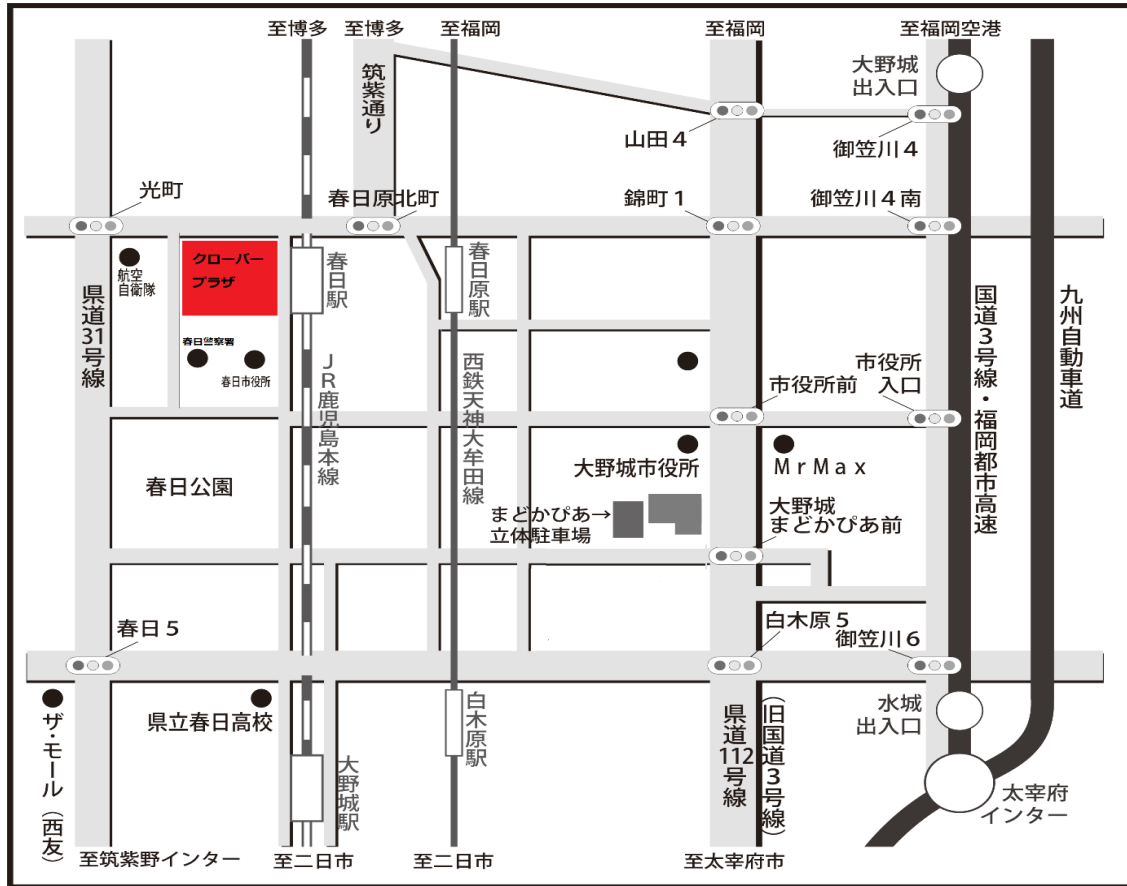 至博多
至博多
至福岡
至福岡
至福岡空港
筑紫通り
大野城
出入口
山田4
御笠川4
光町
春日原北町
錦町1
御笠川4南
航空
自衛隊
クローバー
プラザ
春日駅
春日原駅
県道31号線
国道3号線・福岡都市高速
九州自動車道
春日警察署
春日市役所
JR鹿児島本線
西鉄天神大牟田線
市役所前
市役所
入口
春日公園
大野城市役所
MrMax
まどかぴあ→
立体駐車場
大野城
まどかぴあ前
春日5
白木原5
御笠川6
ザ・モール(西友)
県立春日高校
大野城駅
白木原駅
県道112号線
(旧国道3号線)
水城
出入口
太宰府
インター
至筑紫野インター
至二日市
至二日市
至太宰府市